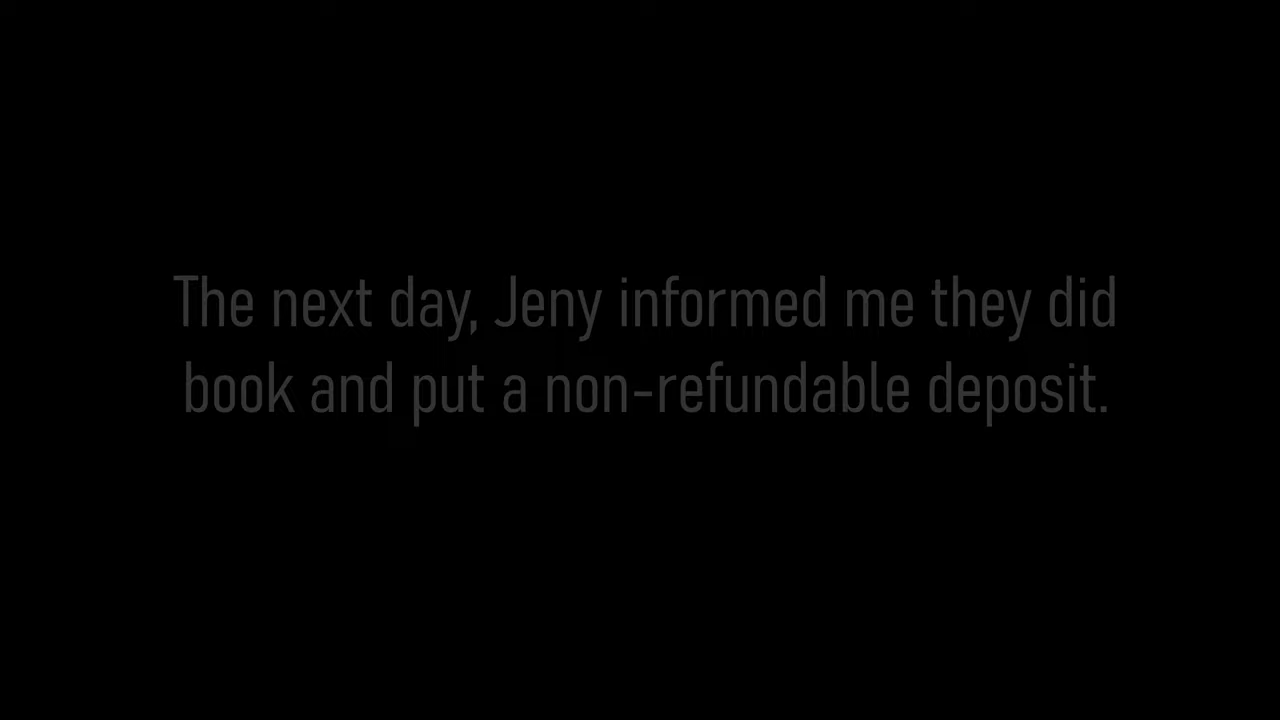 The next day, Jeny informed me they did
book and put a non-refundable deposit.